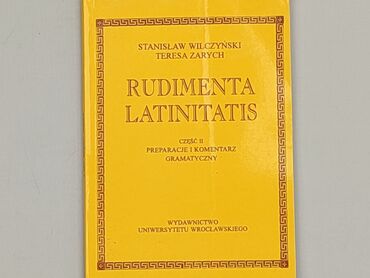 STANISŁAW WILCZYŃSKI
TERESA ZARYCH
RUDIMENTA
LATINITATIS
CZĘŚĆ II
PREPARACJE I KOMENTARZ
GRAMATYCZNY
WYDAWNICTWO
UNIWERSYTETU WROCŁAWSKIEGO